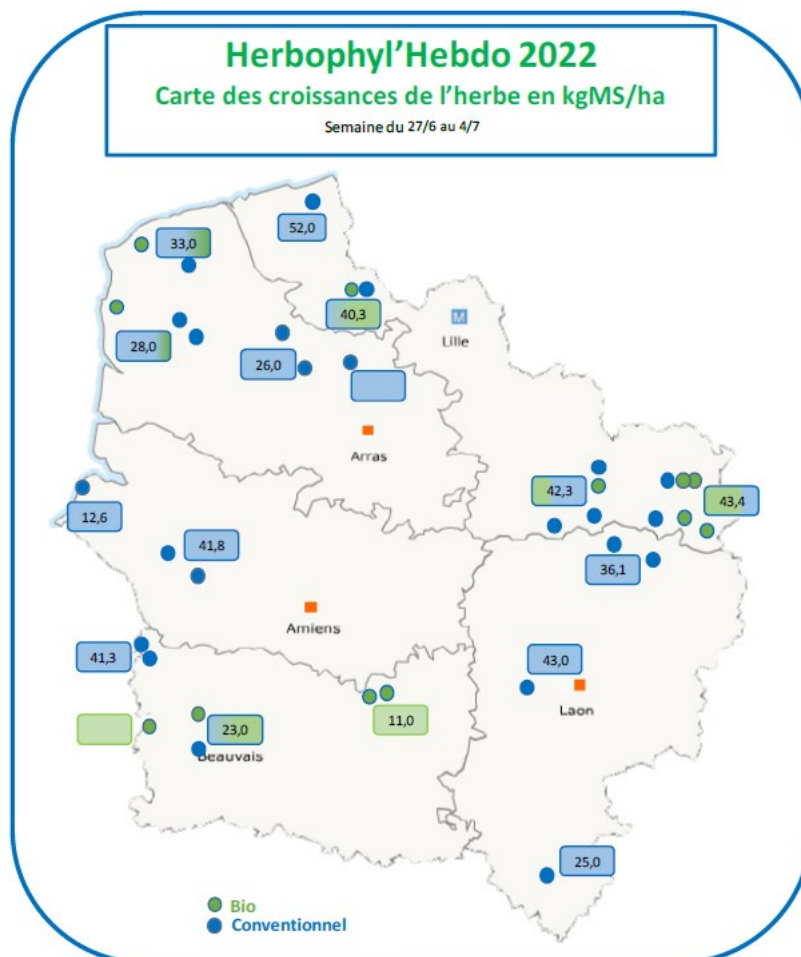 Herbophyl’Hebdo 2022
Carte des croissances de l’herbe en kgMS/ha
Semaine du 27/6 au 4/7
52,0
33,0
40,3
M
Lille
28,0
26,0
Arras
42,3
43,4
12,6
41,8
36,1
Amiens
41,3
43,0
Laon
11,0
23,0
Beauvais
25,0
Bio
Conventionnel